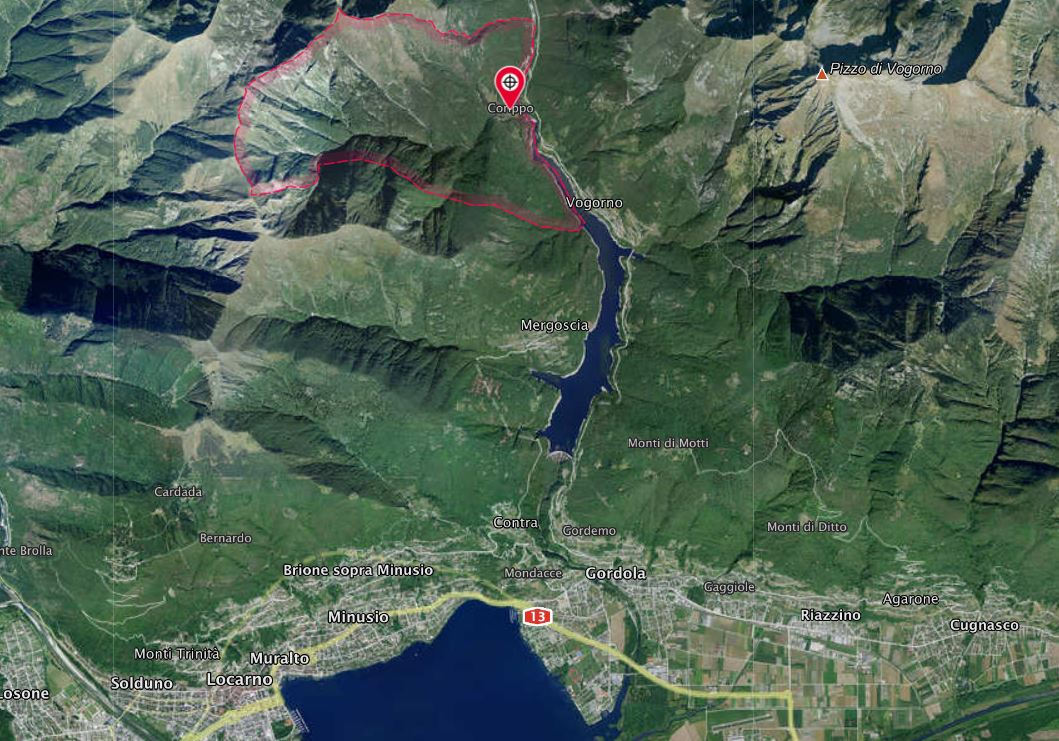 Pizzo di Vogorno
Corippo
Vogorno
Mergoscia
Monti di Motti
Cardada
Contra
Gordemo
Monti di Ditto
Bernardo
nte Brolla
Brione sopra Minusio
Mondacce
Gordola
Gaggiole
Agarone
Minusio
13
Riazzino
Cugnasco
Monti Trinità
Muralto
Solduno
Locarno
Losone